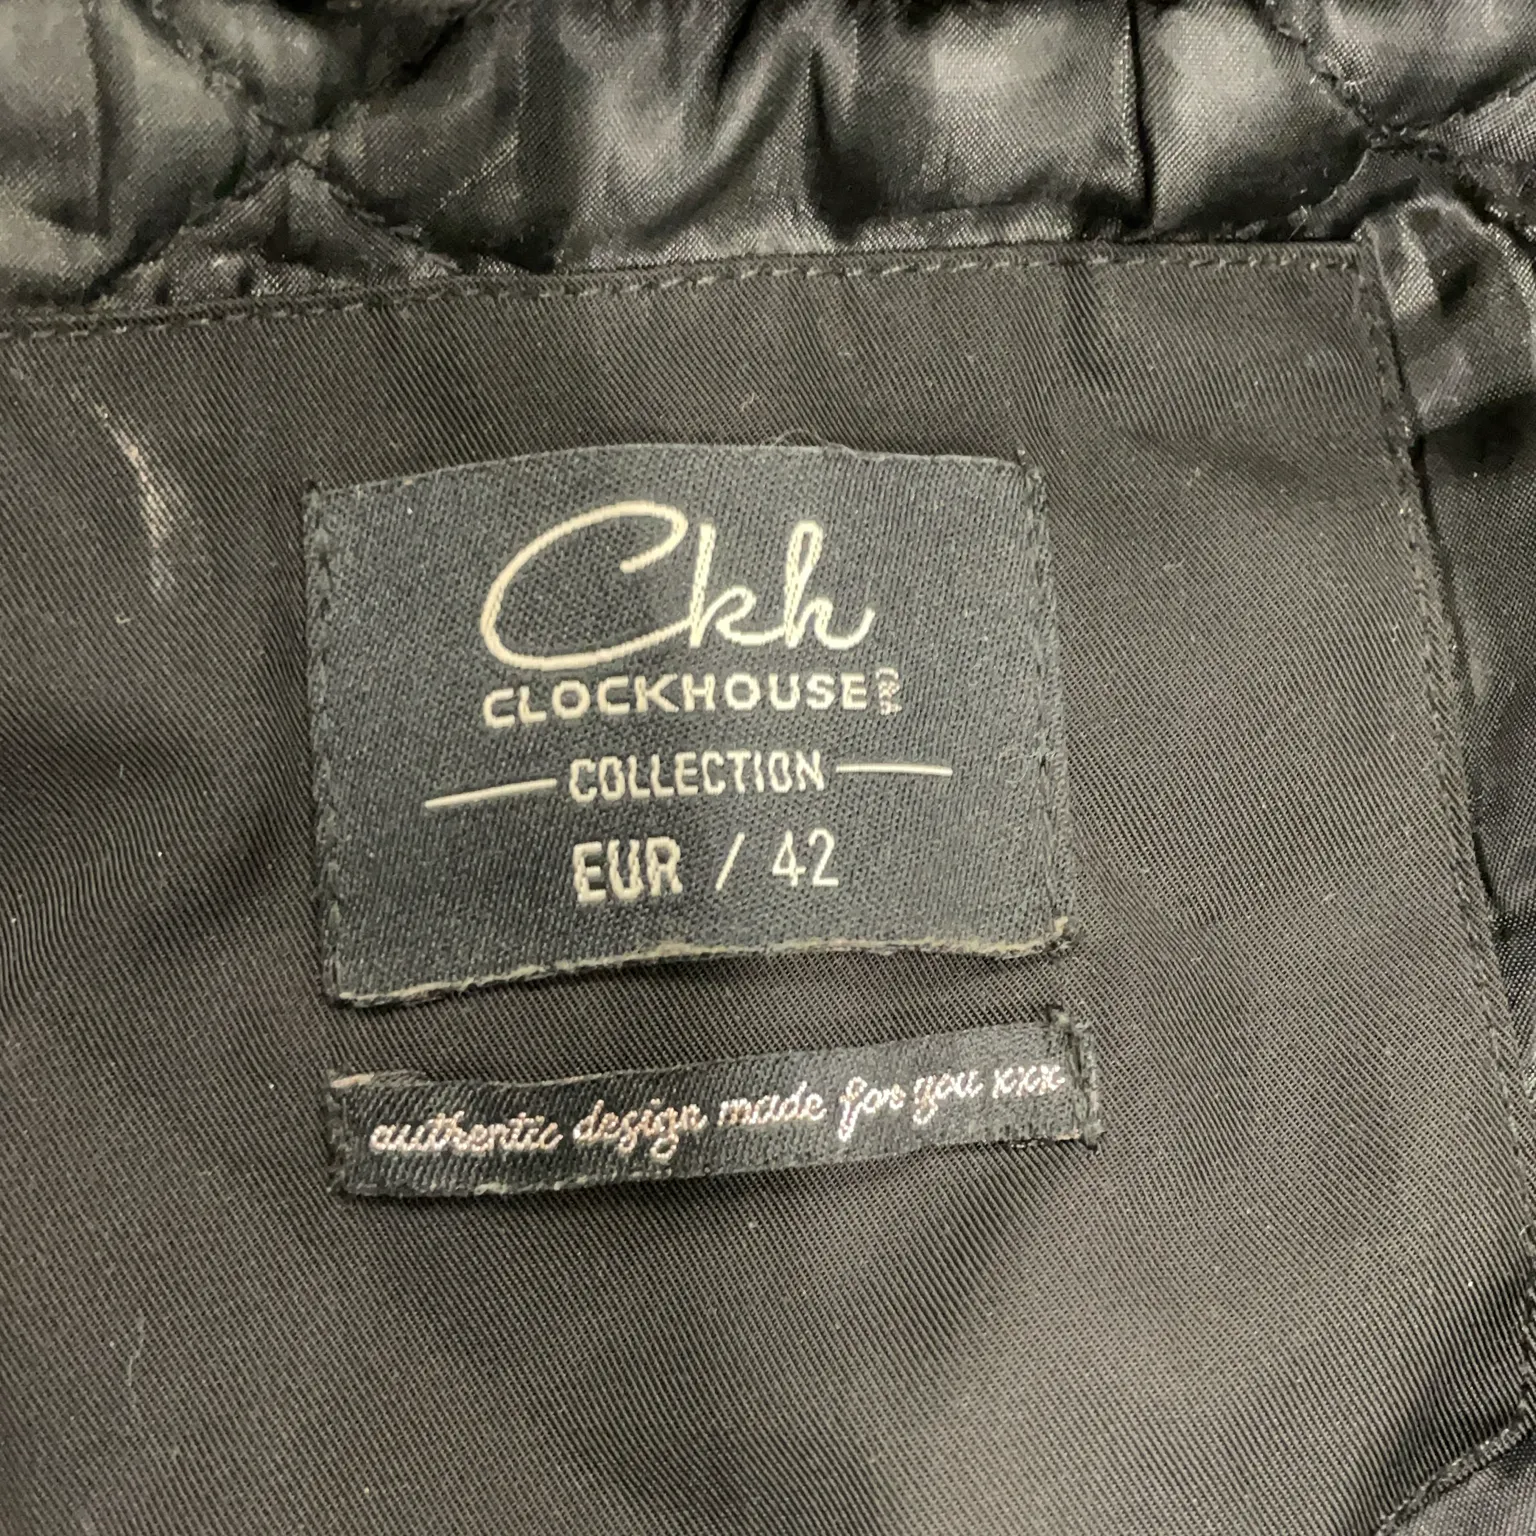 Ckh
CLOCKHOUSE C&A
COLLECTION
EUR / 42
authentic design made for you xxx